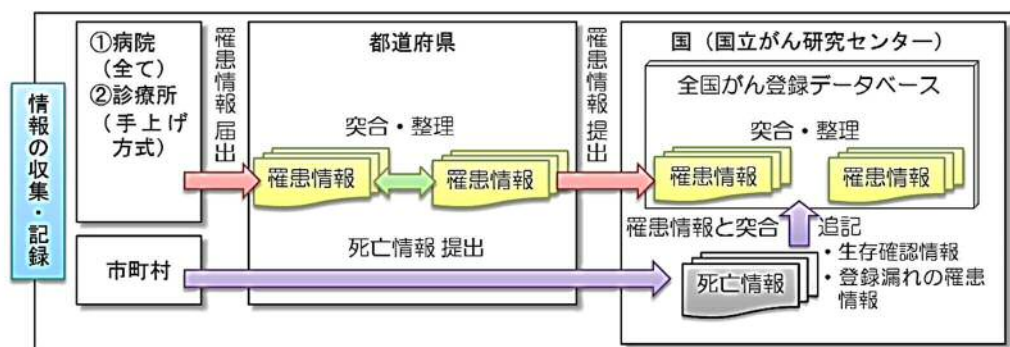 情報の収集・記録
①病院
(全て)
②診療所
(手上げ
方式)
罹患情報 届出
都道府県
突合・整理
罹患情報
罹患情報
罹患情報 提出
国(国立がん研究センター)
全国がん登録データベース
突合・整理
罹患情報
罹患情報
罹患情報と突合
追記
市町村
死亡情報 提出
死亡情報
・生存確認情報
・登録漏れの罹患
情報